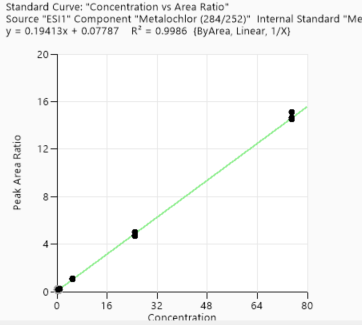 Standard Curve: "Concentration vs Area Ratio"
Source "ESI1" Component "Metalochlor (284/252)" Internal Standard "Me
y = 0.19413x + 0.07787 R² = 0.9986 {ByArea, Linear, 1/X}
20
16
12
8
4
0
Peak Area Ratio
0 16 32 48 64 80
Concentration